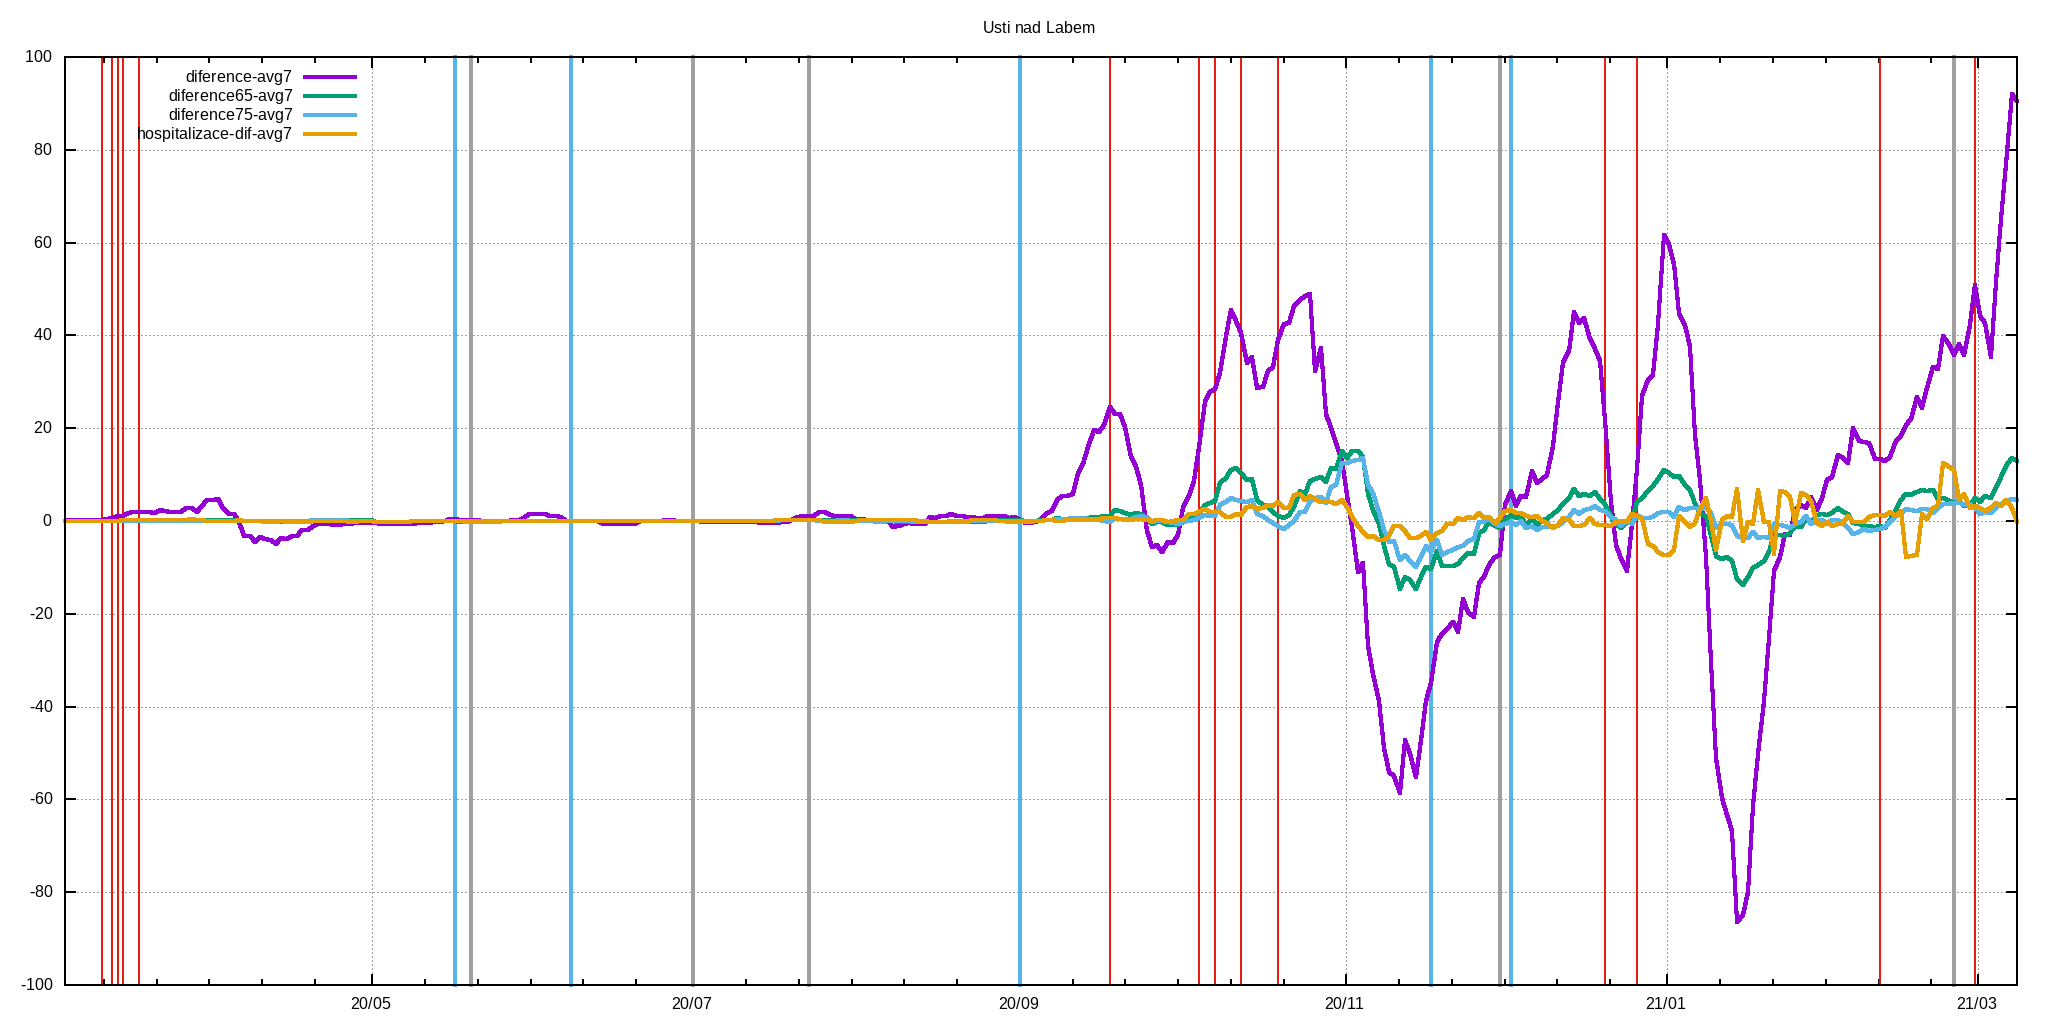 Usti nad Labem
diference-avg7
diference65-avg7
diference75-avg7
hospitalizace-dif-avg7
100
80
60
40
20
0
-20
-40
-60
-80
-100
20/05 20/07 20/09 20/11 21/01 21/03